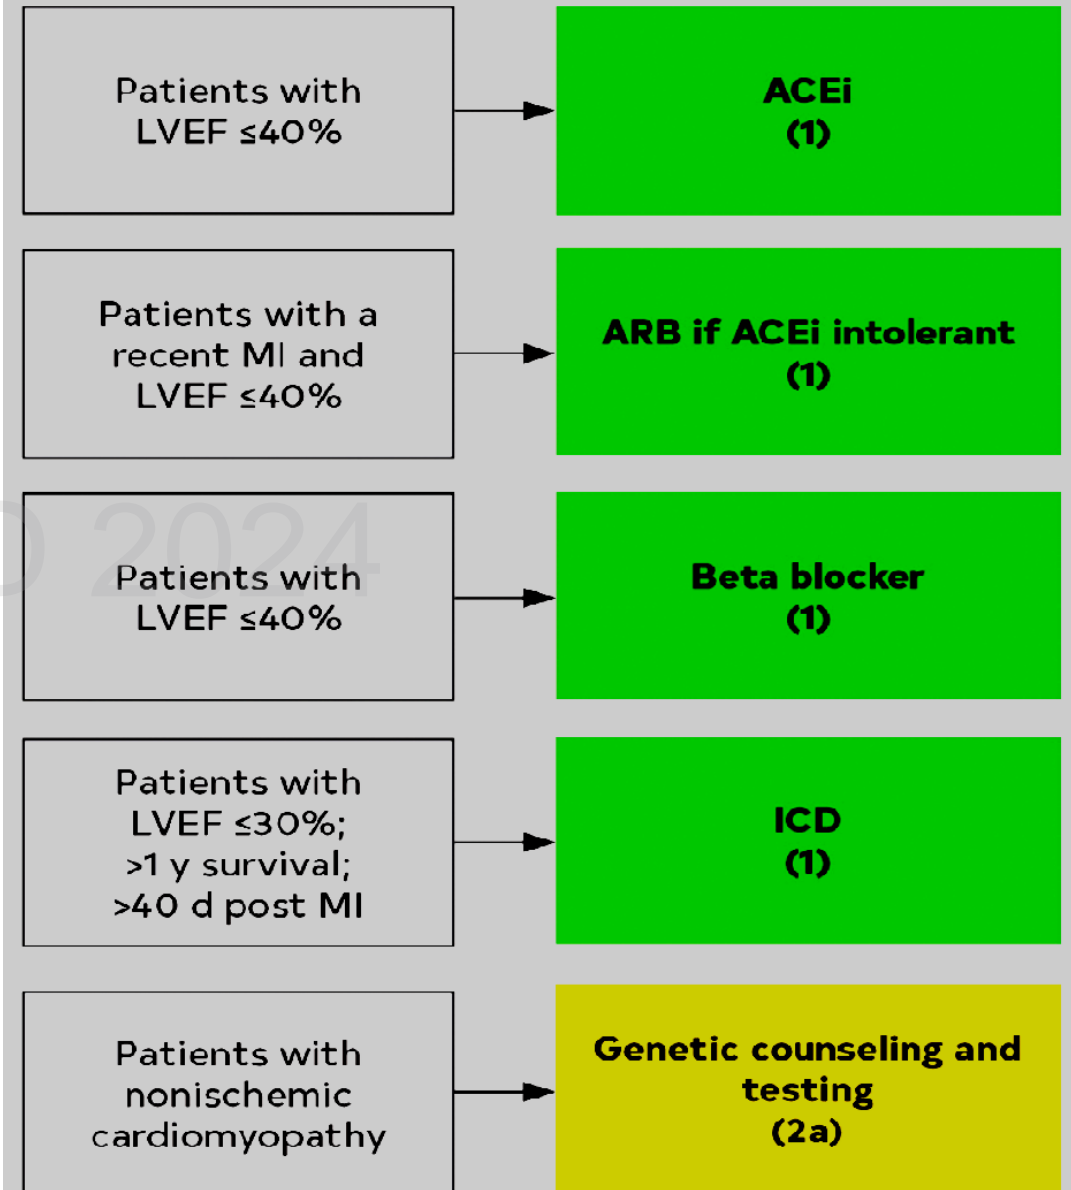 Patients with
LVEF ≤40%
ACEi
(1)
Patients with a
recent MI and
LVEF ≤40%
ARB if ACEi intolerant
(1)
2024
Patients with
LVEF ≤40%
Beta blocker
(1)
Patients with
LVEF ≤30%;
>1 y survival;
>40 d post MI
ICD
(1)
Patients with
nonischemic
cardiomyopathy
Genetic counseling and
testing
(2a)